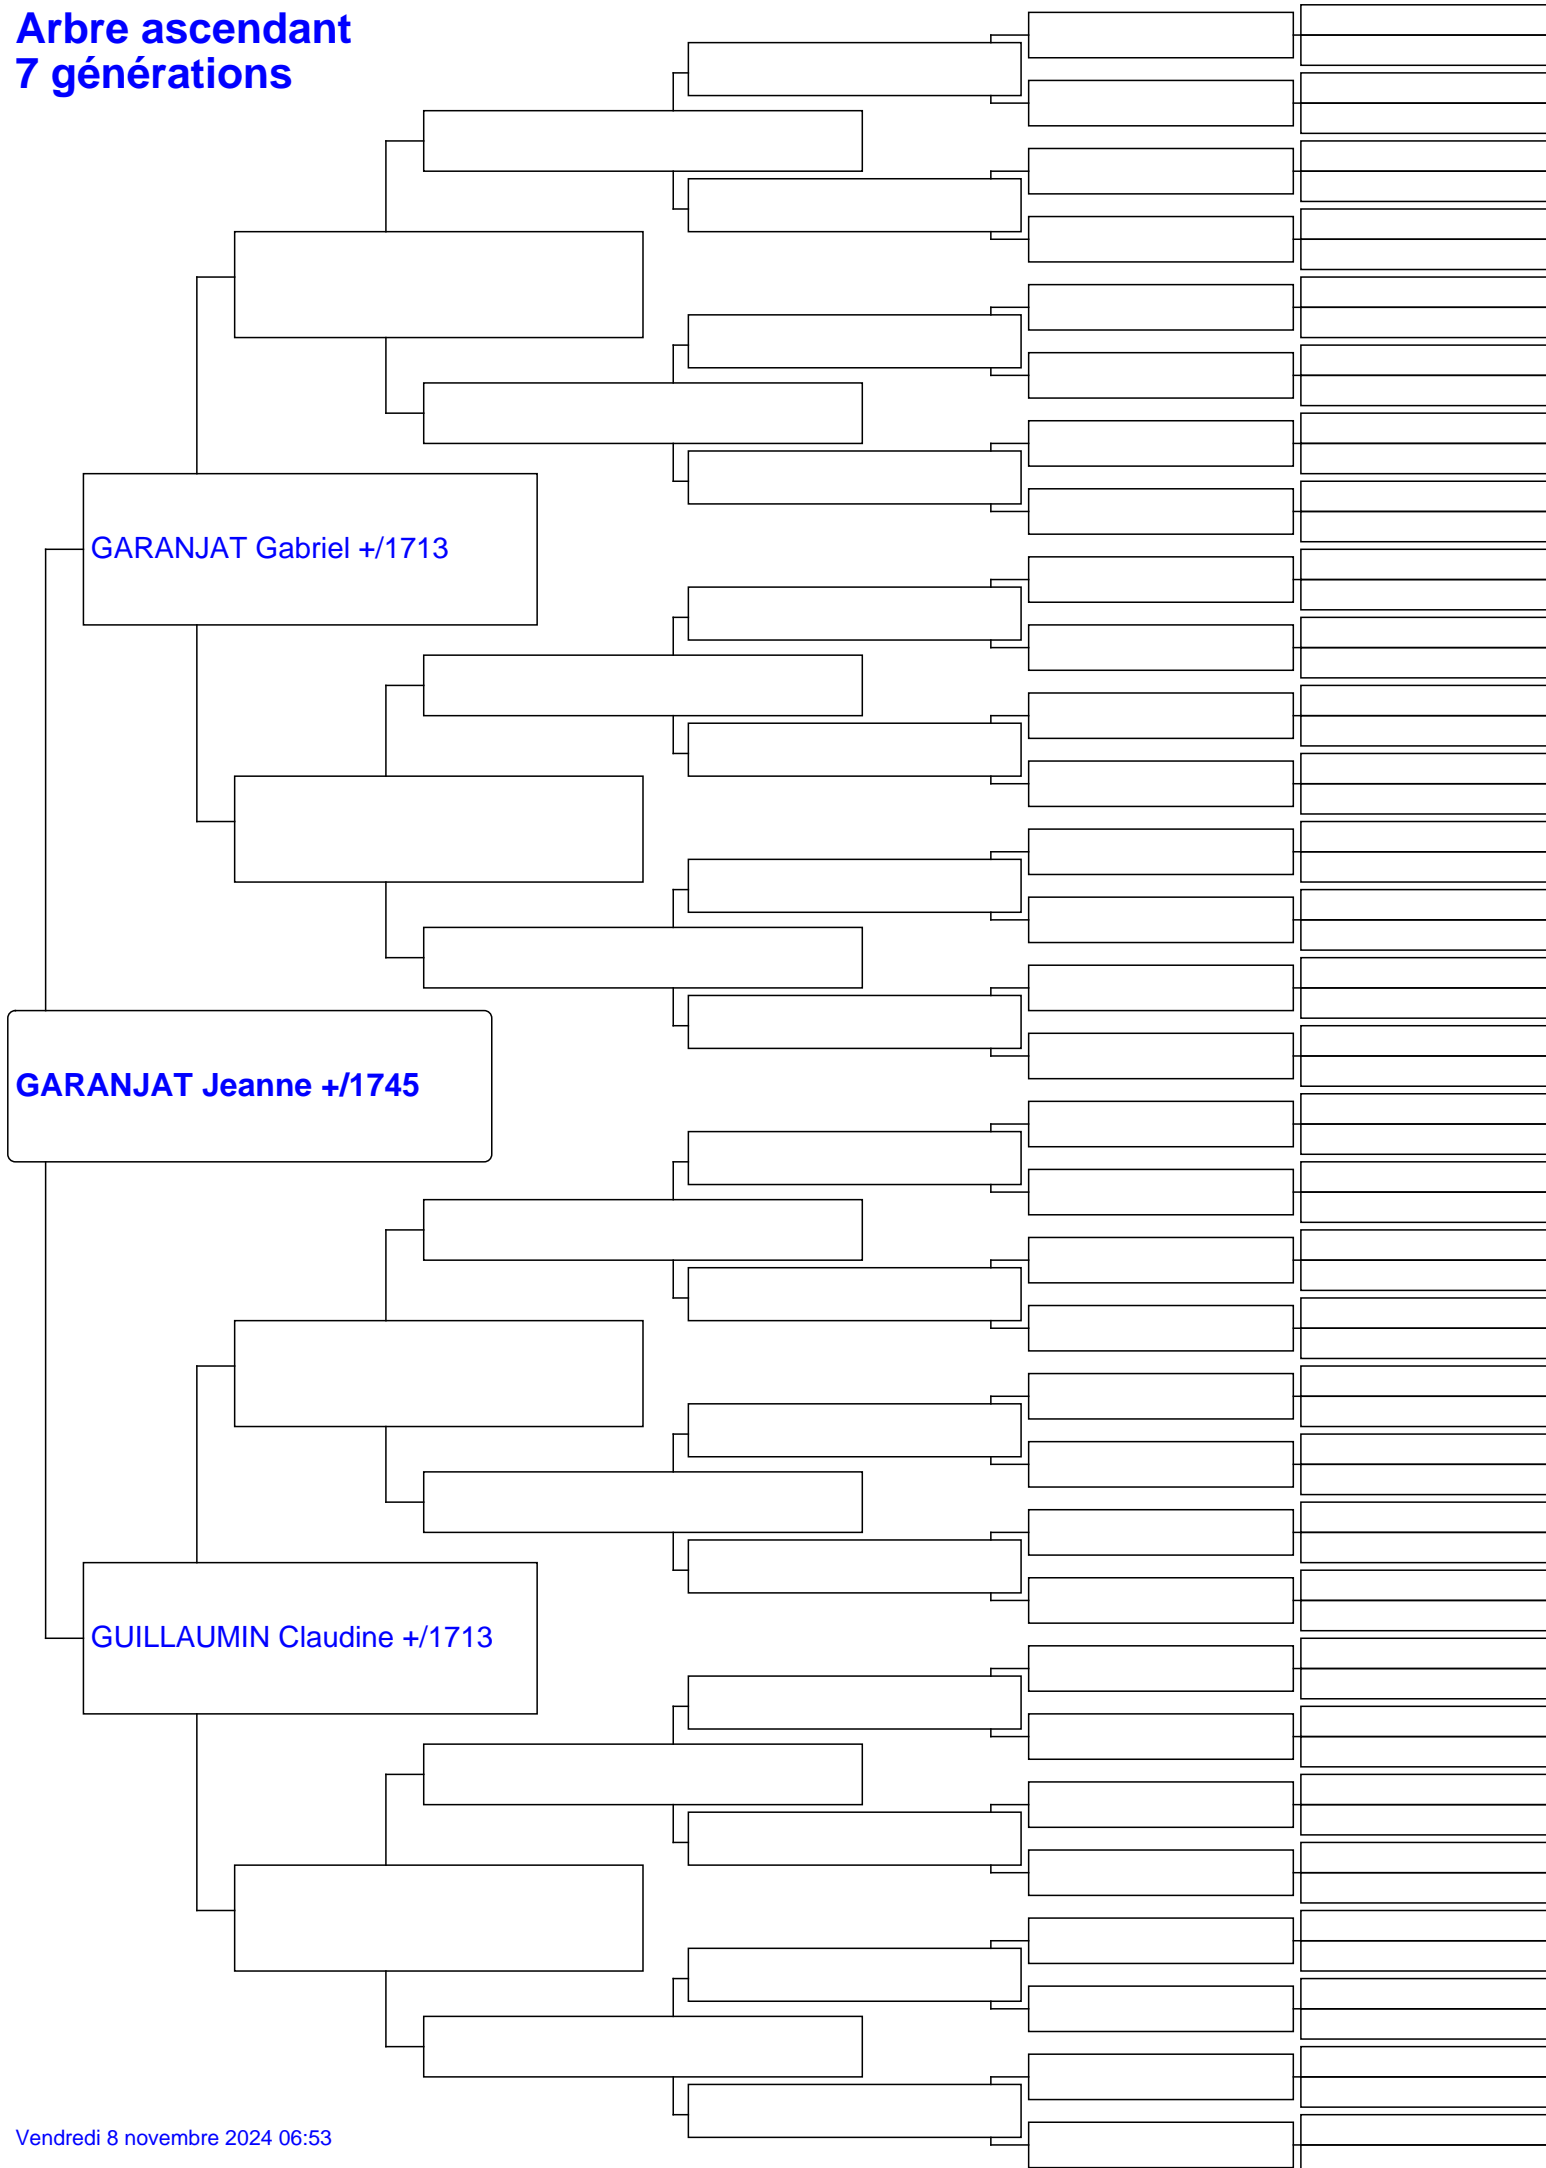 Arbre ascendant
7 générations
GARANJAT Gabriel +/1713
GARANJAT Jeanne +/1745
GUILLAUMIN Claudine +/1713
Vendredi 8 novembre 2024 06:53